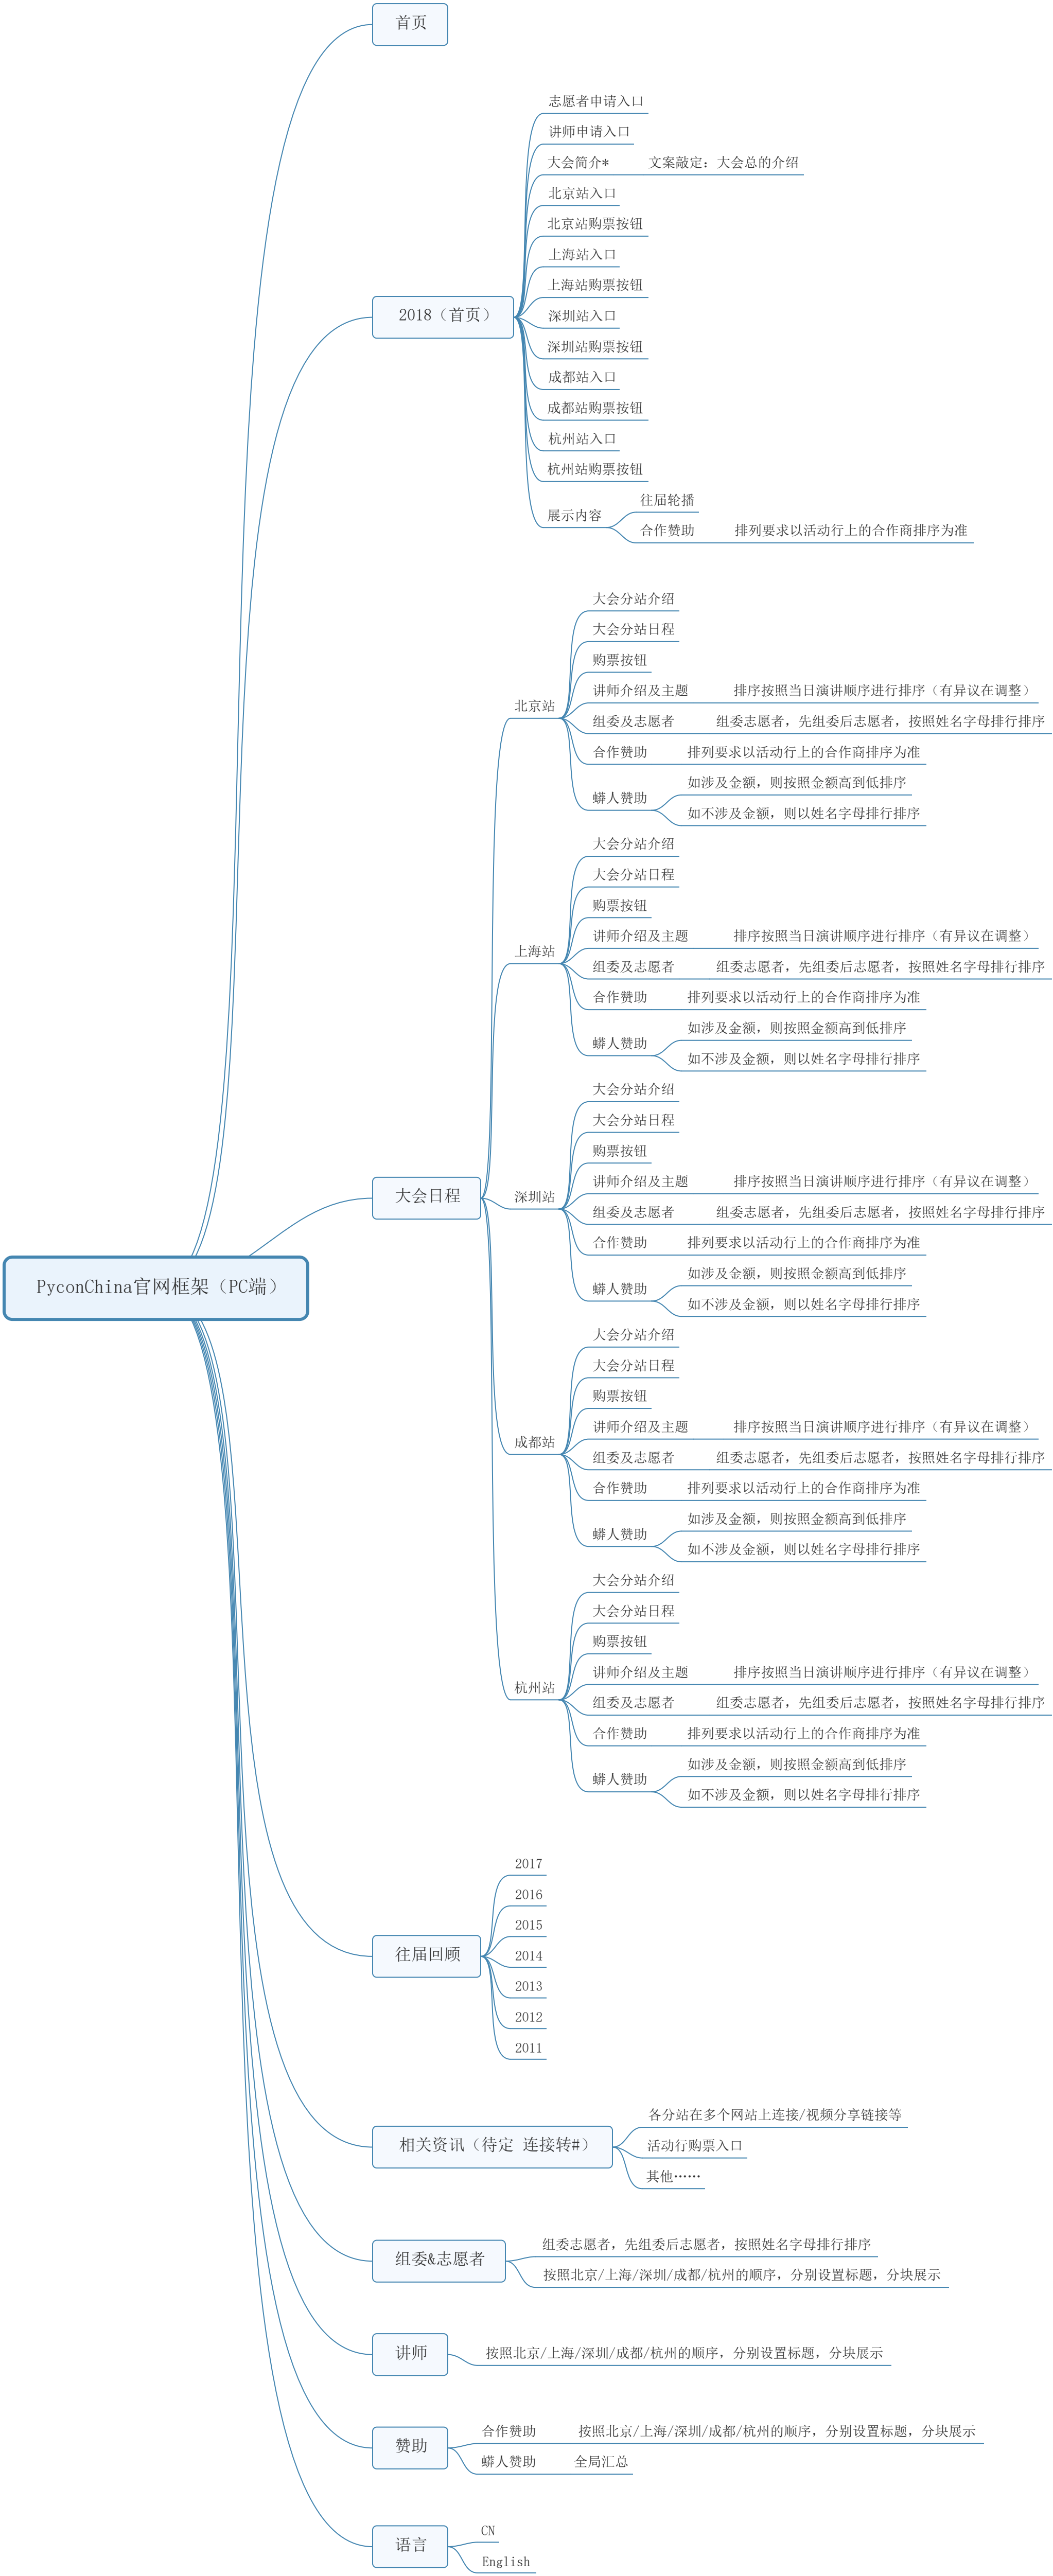 首页
志愿者申请入口
讲师申请入口
大会简介* 文案敲定：大会总的介绍
北京站入口
北京站购票按钮
上海站入口
上海站购票按钮
2018（首页）
深圳站入口
深圳站购票按钮
成都站入口
成都站购票按钮
杭州站入口
杭州站购票按钮
展示内容
往届轮播
合作赞助 排列要求以活动行上的合作商排序为准
大会日程
北京站
大会分站介绍
大会分站日程
购票按钮
讲师介绍及主题 排序按照当日演讲顺序进行排序（有异议在调整）
组委及志愿者 组委志愿者，先组委后志愿者，按照姓名字母排行排序
合作赞助 排列要求以活动行上的合作商排序为准
蟒人赞助
如涉及金额，则按照金额高到低排序
如不涉及金额，则以姓名字母排行排序
上海站
大会分站介绍
大会分站日程
购票按钮
讲师介绍及主题 排序按照当日演讲顺序进行排序（有异议在调整）
组委及志愿者 组委志愿者，先组委后志愿者，按照姓名字母排行排序
合作赞助 排列要求以活动行上的合作商排序为准
蟒人赞助
如涉及金额，则按照金额高到低排序
如不涉及金额，则以姓名字母排行排序
深圳站
大会分站介绍
大会分站日程
购票按钮
讲师介绍及主题 排序按照当日演讲顺序进行排序（有异议在调整）
组委及志愿者 组委志愿者，先组委后志愿者，按照姓名字母排行排序
合作赞助 排列要求以活动行上的合作商排序为准
蟒人赞助
如涉及金额，则按照金额高到低排序
如不涉及金额，则以姓名字母排行排序
PyconChina官网框架（PC端）
成都站
大会分站介绍
大会分站日程
购票按钮
讲师介绍及主题 排序按照当日演讲顺序进行排序（有异议在调整）
组委及志愿者 组委志愿者，先组委后志愿者，按照姓名字母排行排序
合作赞助 排列要求以活动行上的合作商排序为准
蟒人赞助
如涉及金额，则按照金额高到低排序
如不涉及金额，则以姓名字母排行排序
杭州站
大会分站介绍
大会分站日程
购票按钮
讲师介绍及主题 排序按照当日演讲顺序进行排序（有异议在调整）
组委及志愿者 组委志愿者，先组委后志愿者，按照姓名字母排行排序
合作赞助 排列要求以活动行上的合作商排序为准
蟒人赞助
如涉及金额，则按照金额高到低排序
如不涉及金额，则以姓名字母排行排序
往届回顾
2017
2016
2015
2014
2013
2012
2011
相关资讯（待定 连接转#）
各分站在多个网站上连接/视频分享链接等
活动行购票入口
其他……
组委&志愿者
组委志愿者，先组委后志愿者，按照姓名字母排行排序
按照北京/上海/深圳/成都/杭州的顺序，分别设置标题，分块展示
讲师
按照北京/上海/深圳/成都/杭州的顺序，分别设置标题，分块展示
赞助
合作赞助 按照北京/上海/深圳/成都/杭州的顺序，分别设置标题，分块展示
蟒人赞助 全局汇总
语言
CN
English